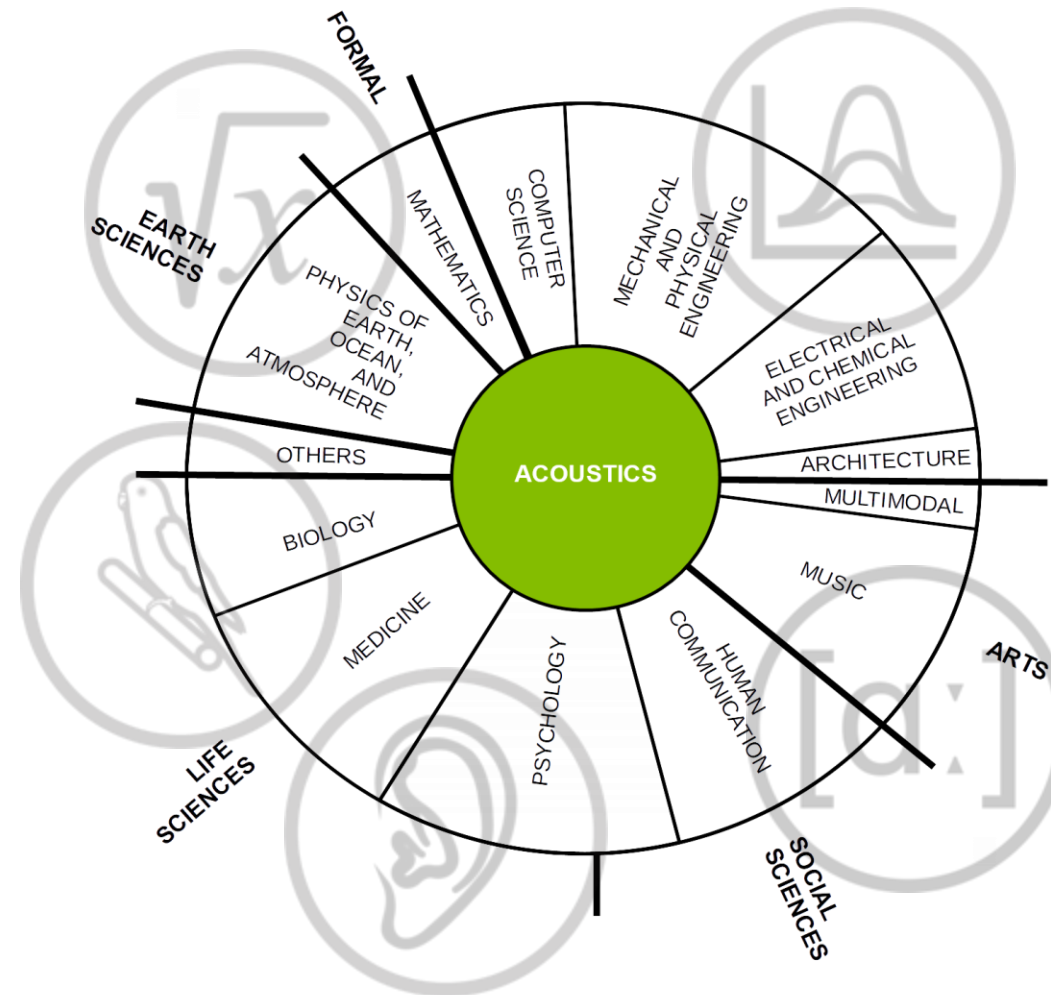 FORMAL
EARTH
SCIENCES
MATHEMATICS
COMPUTER
SCIENCE
MECHANICAL
AND
PHYSICAL
ENGINEERING
ELECTRICAL
AND CHEMICAL
ENGINEERING
PHYSICS OF
EARTH,
OCEAN,
AND
ATMOSPHERE
OTHERS
ACOUSTICS
ARCHITECTURE
MULTIMODAL
BIOLOGY
MUSIC
MEDICINE
PSYCHOLOGY
HUMAN
COMMUNICATION
ARTS
LIFE
SCIENCES
SOCIAL
SCIENCES
√x
[ɑː]